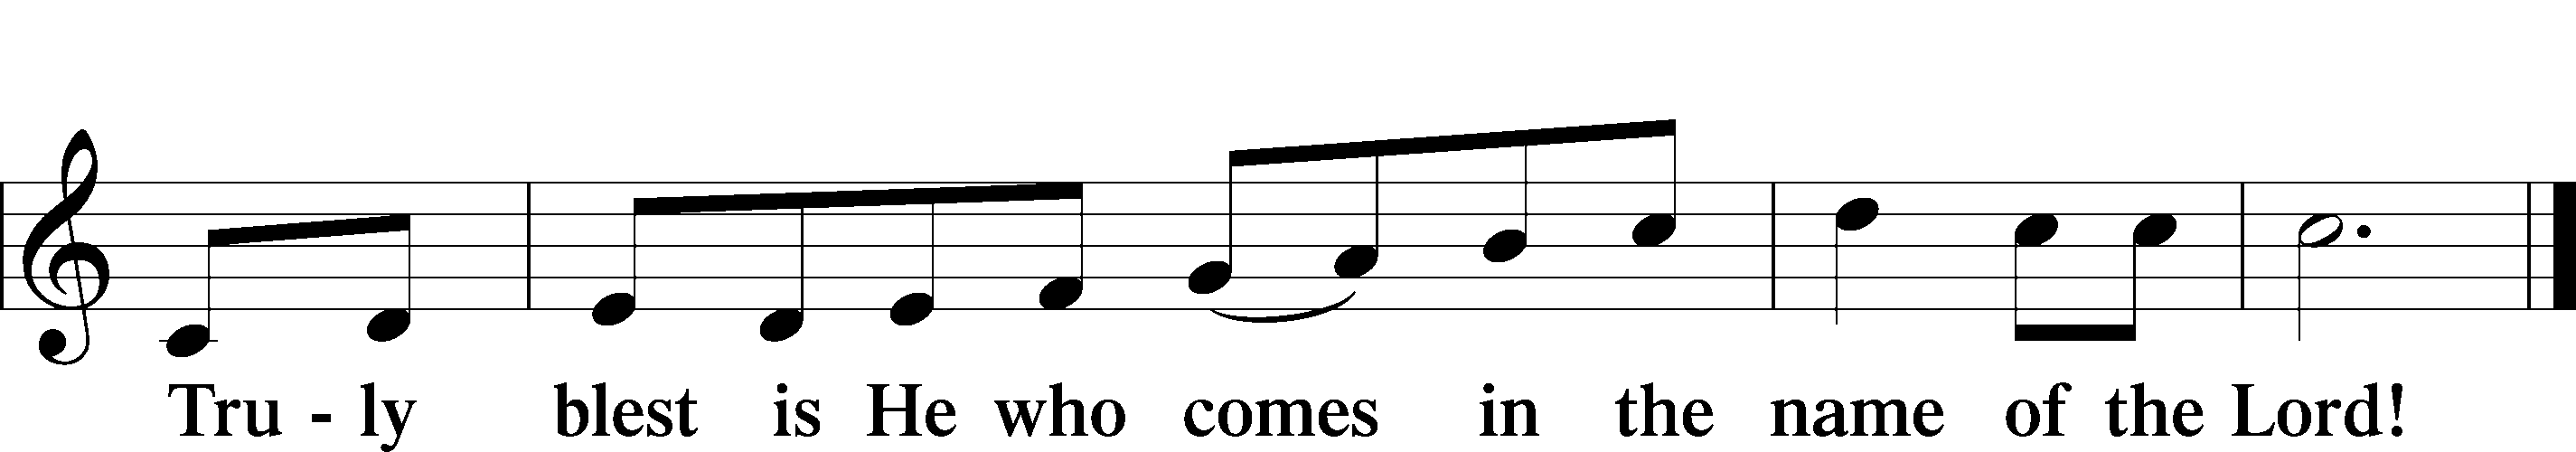 Tru - ly blest is He who comes in the name of the Lord!